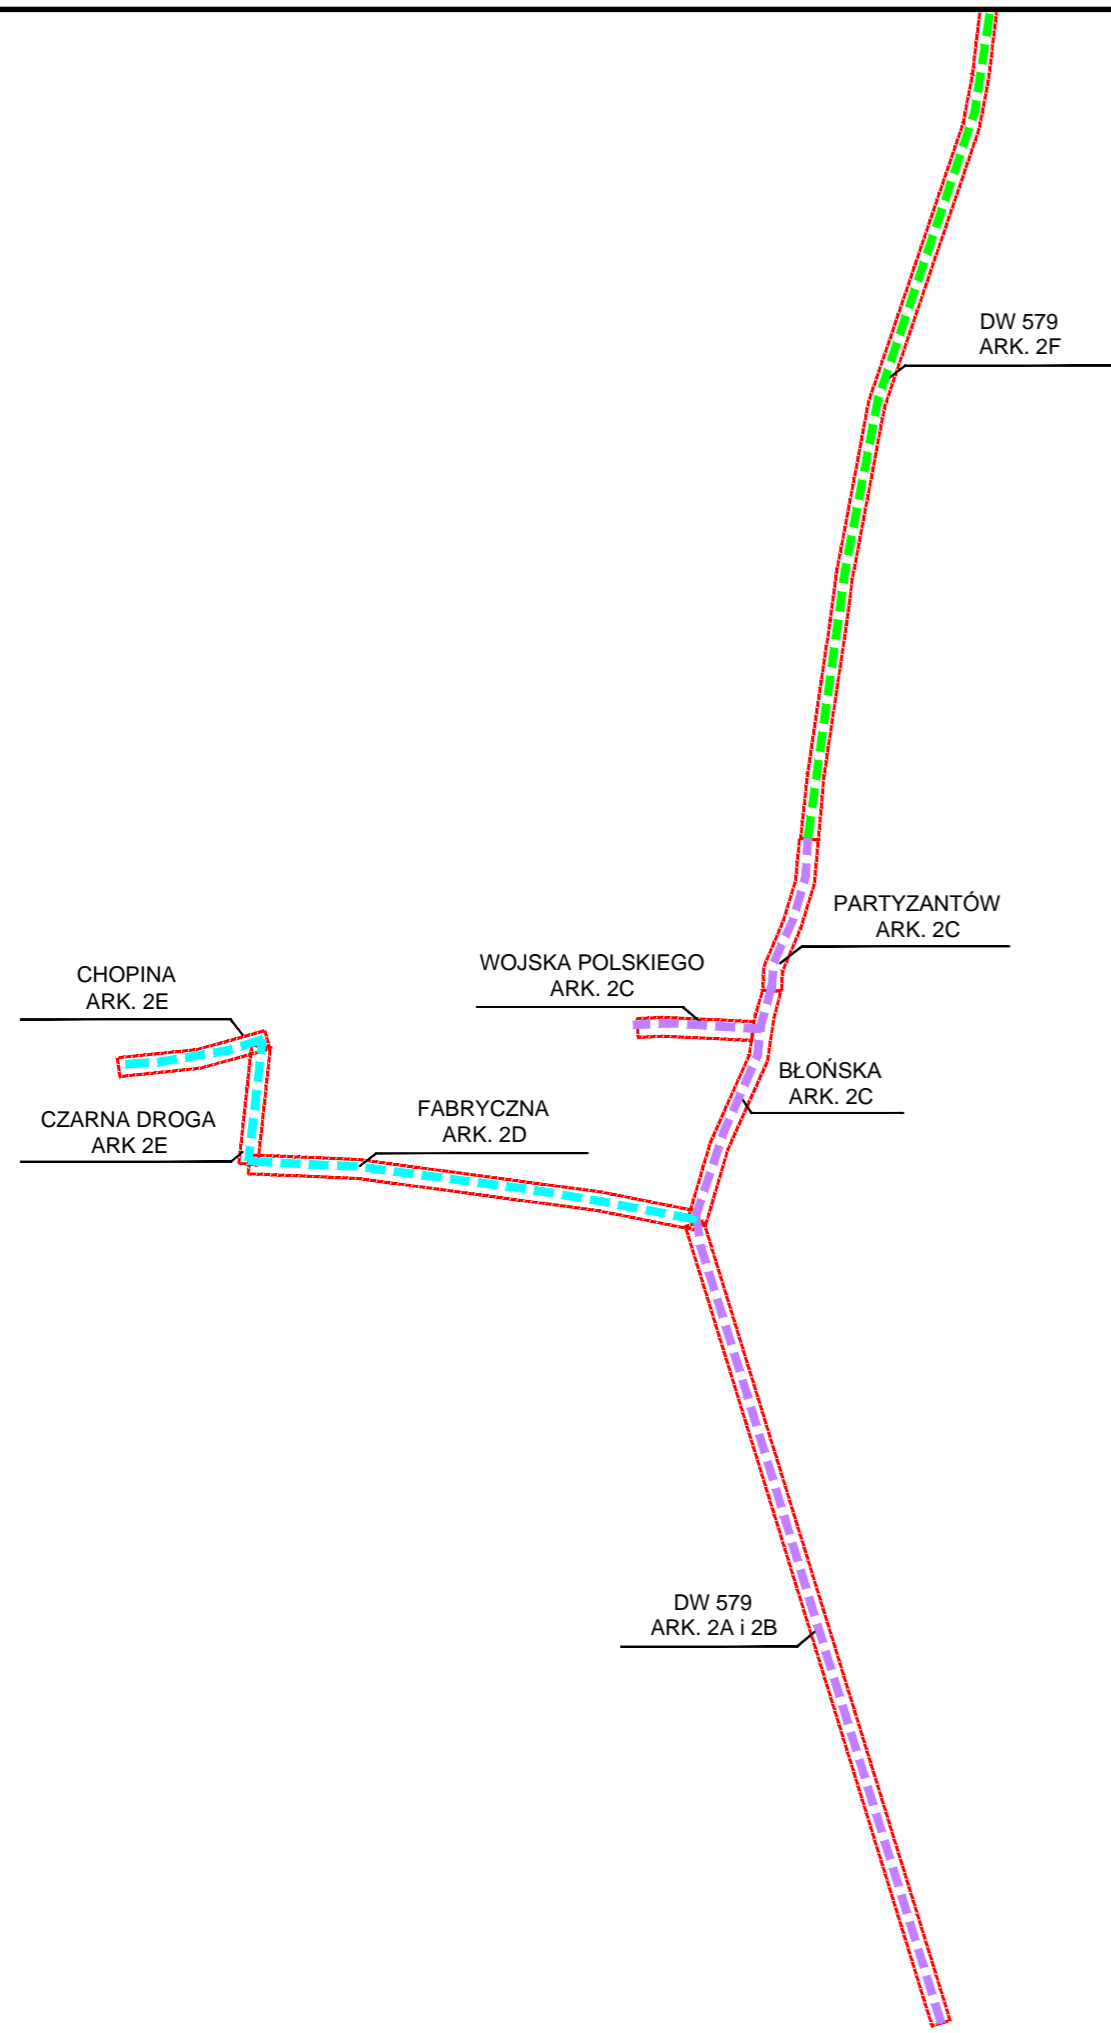 DW 579
ARK. 2F
PARTYZANTÓW
ARK. 2C
WOJSKA POLSKIEGO
ARK. 2C
CHOPINA
ARK. 2E
BŁOŃSKA
ARK. 2C
FABRYCZNA
ARK. 2D
CZARNA DROGA
ARK 2E
DW 579
ARK. 2A i 2B